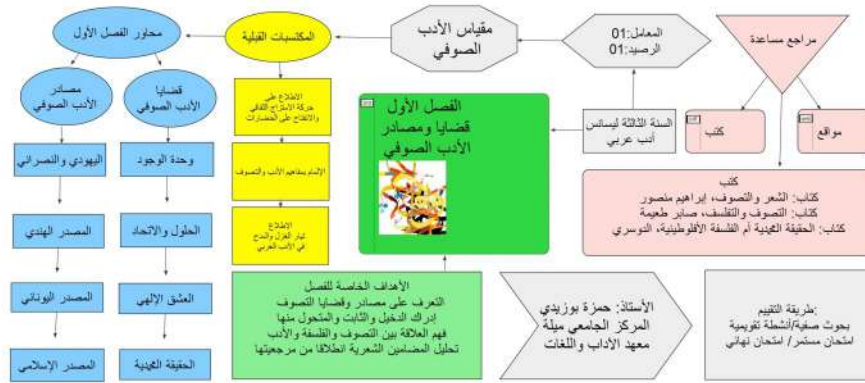 مراجع مساعدة
المعامل:01
الرصيد:01
مقياس الأدب
الصوفي
المكتسبات القبلية
محاور الفصل الأول
مواقع
كتب
كتب
كتاب: الشعر والتصوف، إبراهيم منصور
كتاب: التصوف والتفلسف، صابر طعيمة
كتاب: الحقيقة المحمدية أم الفلسفة الأفلوطينية، الدوسري
السنة الثالثة ليسانس
أدب عربي
الفصل الأول
قضايا ومصادر
الأدب الصوفي
الاطلاع على
حركة الامتزاج الثقافي
والانفتاح على الحضارات
الإلمام بمفاهيم الأدب والتصوف
الاطلاع
تيار الغزل والمدح
في الأدب العربي
قضايا
الأدب الصوفي
وحدة الوجود
الحلول والاتحاد
العشق الإلهي
الحقيقة المحمدية
مصادر
الأدب الصوفي
اليهودي والنصراني
المصدر الهندي
المصدر اليوناني
المصدر الإسلامي
طريقة التقييم:
بحوث صفية/أنشطة تقويمية
امتحان مستمر/ امتحان نهائي
الأستاذ: حمزة بوزيدي
المركز الجامعي ميلة
معهد الآداب واللغات
الأهداف الخاصة للفصل
التعرف على مصادر وقضايا التصوف
إدراك الدخيل والثابت والمتحول منها
فهم العلاقة بين التصوف والفلسفة والأدب
تحليل المضامين الشعرية انطلاقا من مرجعيتها